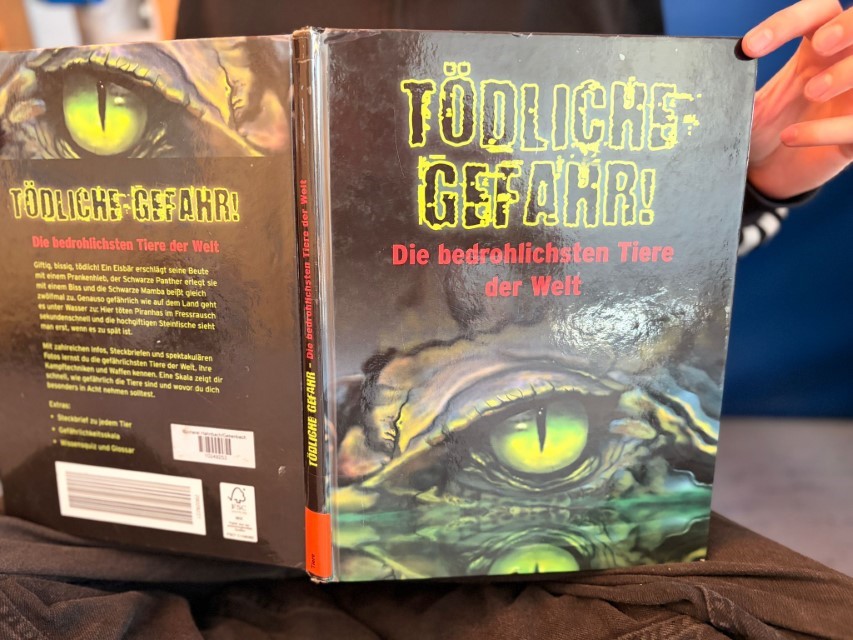 TÖDLICHE GEFAHR!
Die bedrohlichsten Tiere der Welt
Giftig, bissig, tödlich! Ein Eisbär erschlägt seine Beute
mit einem Prankenhieb, der Schwarze Panther erlegt sie
mit einem Biss und die Schwarze Mamba beißt gleich
zwölfmal zu. Genauso gefährlich wie auf dem Land geht
es unter Wasser zu: Hier töten Piranhas im Fressrausch
sekundenschnell und die hochgiftigen Steinfische sieht
man erst, wenn es zu spät ist.
Mit zahlreichen Infos, Steckbriefen und spektakulären
Fotos lernst du die gefährlichsten Tiere der Welt, ihre
Kampftechniken und Waffen kennen. Eine Skala zeigt dir
schnell, wie gefährlich die Tiere sind und wovor du dich
besonders in Acht nehmen solltest.
Extras:
• Steckbrief zu jedem Tier
• Gefährlichkeitsskala
• Wissensquiz und Glossar
FSC
TÖDLICHE GEFAHR – Die bedrohlichsten Tiere der Welt
Tiere
TÖDLICHE
GEFAHR!
Die bedrohlichsten Tiere
der Welt